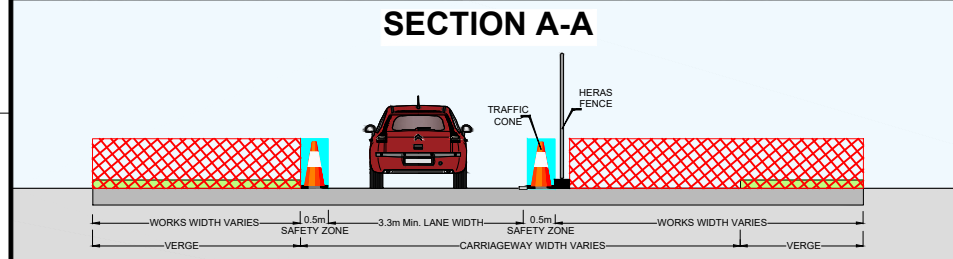 SECTION A-A
TRAFFIC
CONE
HERAS
FENCE
WORKS WIDTH VARIES
0.5m
SAFETY ZONE
3.3m Min. LANE WIDTH
0.5m
SAFETY ZONE
WORKS WIDTH VARIES
VERGE
CARRIAGEWAY WIDTH VARIES
VERGE